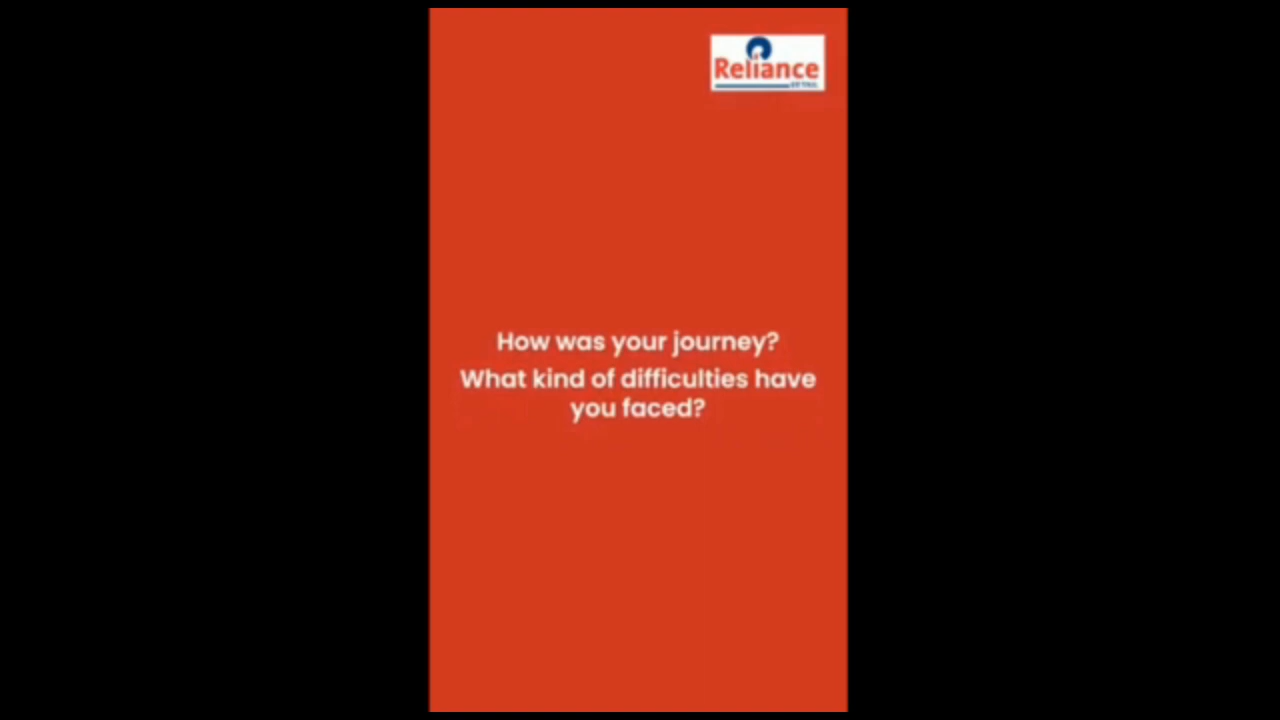 Reliance
How was your journey?
What kind of difficulties have
you faced?